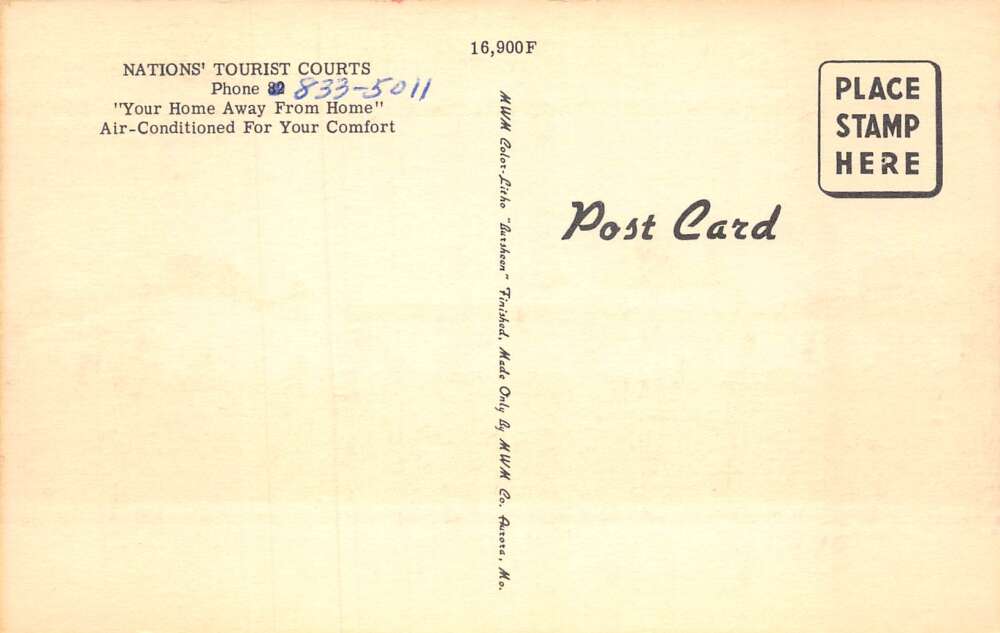 16,900F
NATIONS' TOURIST COURTS
Phone 82 833-5011
"Your Home Away From Home"
Air-Conditioned For Your Comfort
MWM Color-Litho "Bursheen" Finished. Made Only By MWM Co. Aurora, Mo.
PLACE
STAMP
HERE
Post Card